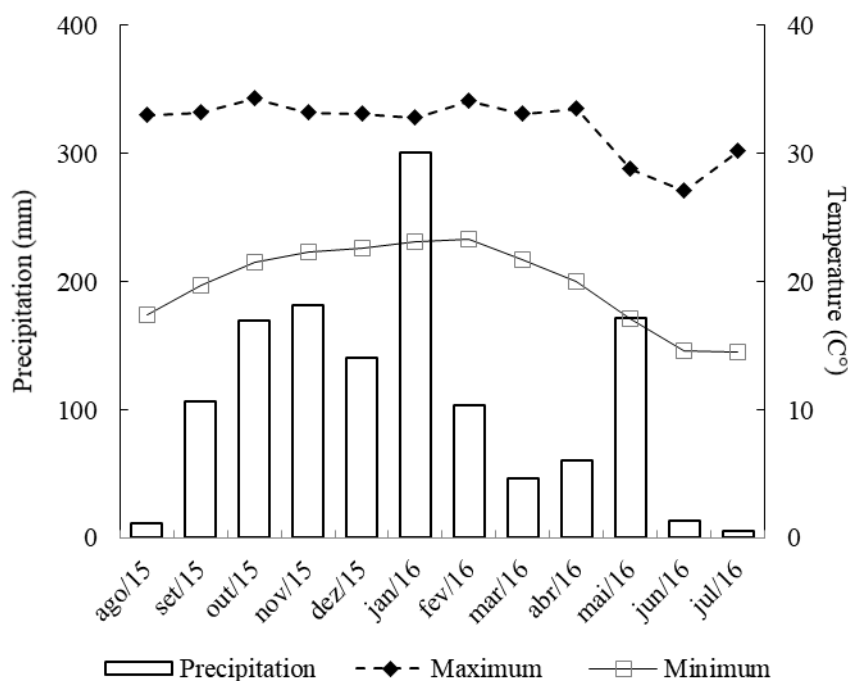 400
300
200
100
0
Precipitation (mm)
40
30
20
10
0
Temperature (C°)
ago/15
set/15
out/15
nov/15
dez/15
jan/16
fev/16
mar/16
abr/16
mai/16
jun/16
jul/16
Precipitation Maximum Minimum